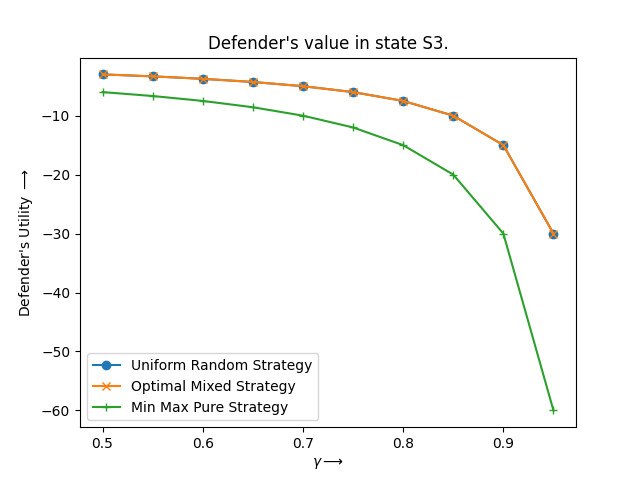 Defender's value in state S3.
Defender's Utility ⟶
−10
−20
−30
−40
−50
−60
Uniform Random Strategy
Optimal Mixed Strategy
Min Max Pure Strategy
0.5 0.6 0.7 0.8 0.9
γ⟶